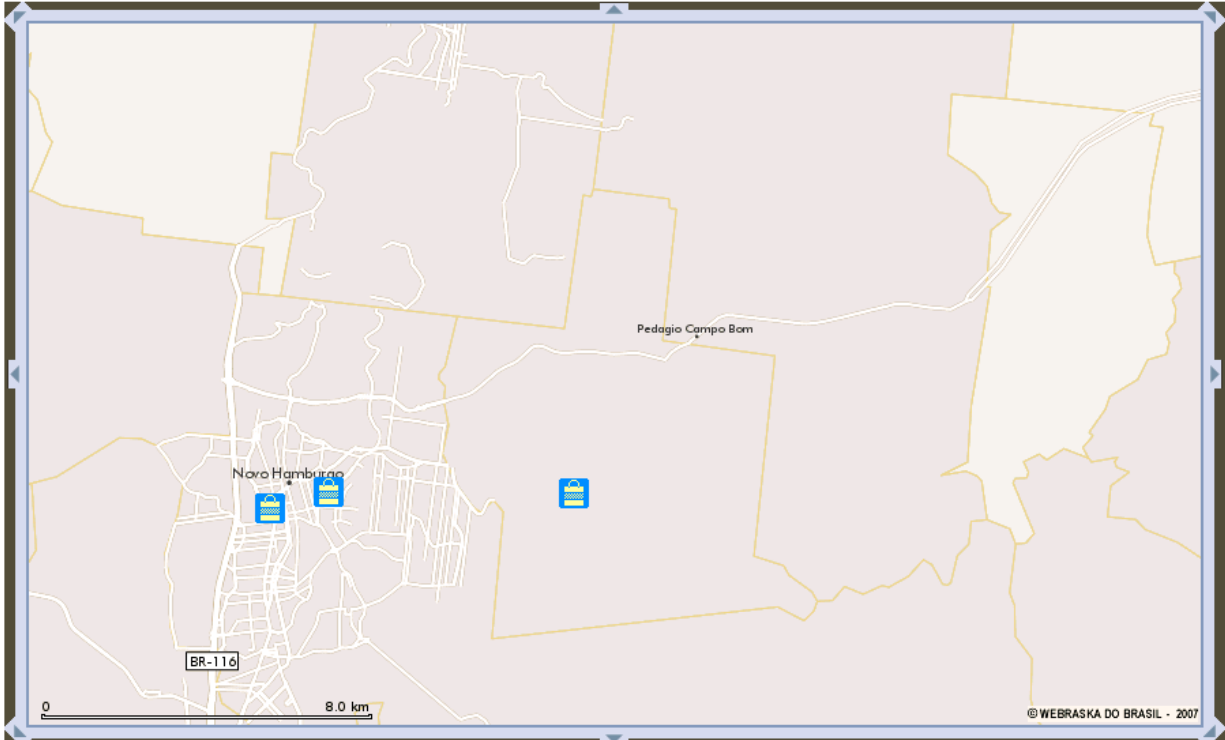 Pedagio Campo Bom
Novo Hamburgo
BR-116
0 8.0 km
© WEBRASKA DO BRASIL - 2007